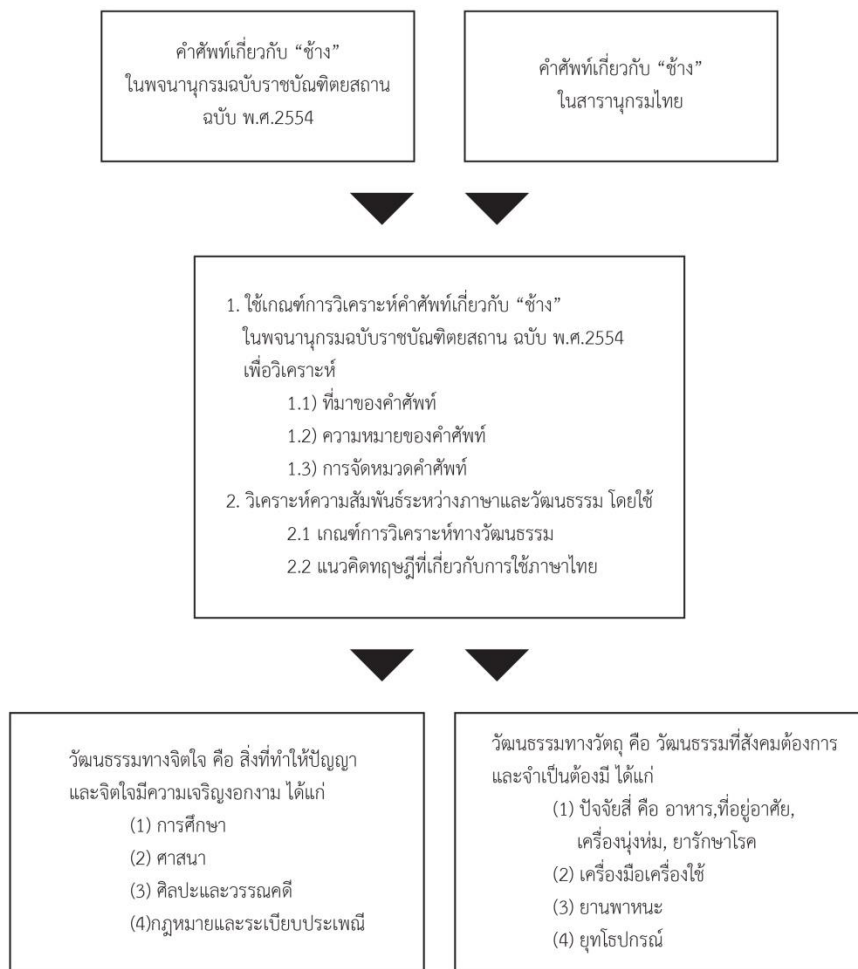 คำศัพท์เกี่ยวกับ “ช้าง”
ในพจนานุกรมฉบับราชบัณฑิตยสถาน
ฉบับ พ.ศ.2554
คำศัพท์เกี่ยวกับ “ช้าง”
ในสารานุกรมไทย
1. ใช้เกณฑ์การวิเคราะห์คำศัพท์เกี่ยวกับ “ช้าง”
ในพจนานุกรมฉบับราชบัณฑิตยสถาน ฉบับ พ.ศ.2554
เพื่อวิเคราะห์
1.1) ที่มาของคำศัพท์
1.2) ความหมายของคำศัพท์
1.3) การจัดหมวดคำศัพท์
2. วิเคราะห์ความสัมพันธ์ระหว่างภาษาและวัฒนธรรม โดยใช้
2.1 เกณฑ์การวิเคราะห์ทางวัฒนธรรม
2.2 แนวคิดทฤษฎีที่เกี่ยวกับการใช้ภาษาไทย
วัฒนธรรมทางจิตใจ คือ สิ่งที่ทำให้ปัญญา
และจิตใจมีความเจริญงอกงาม ได้แก่
(1) การศึกษา
(2) ศาสนา
(3) ศิลปะและวรรณคดี
(4)กฎหมายและระเบียบประเพณี
วัฒนธรรมทางวัตถุ คือ วัฒนธรรมที่สังคมต้องการ
และจำเป็นต้องมี ได้แก่
(1) ปัจจัยสี่ คือ อาหาร,ที่อยู่อาศัย,
เครื่องนุ่งห่ม, ยารักษาโรค
(2) เครื่องมือเครื่องใช้
(3) ยานพาหนะ
(4) ยุทโธปกรณ์